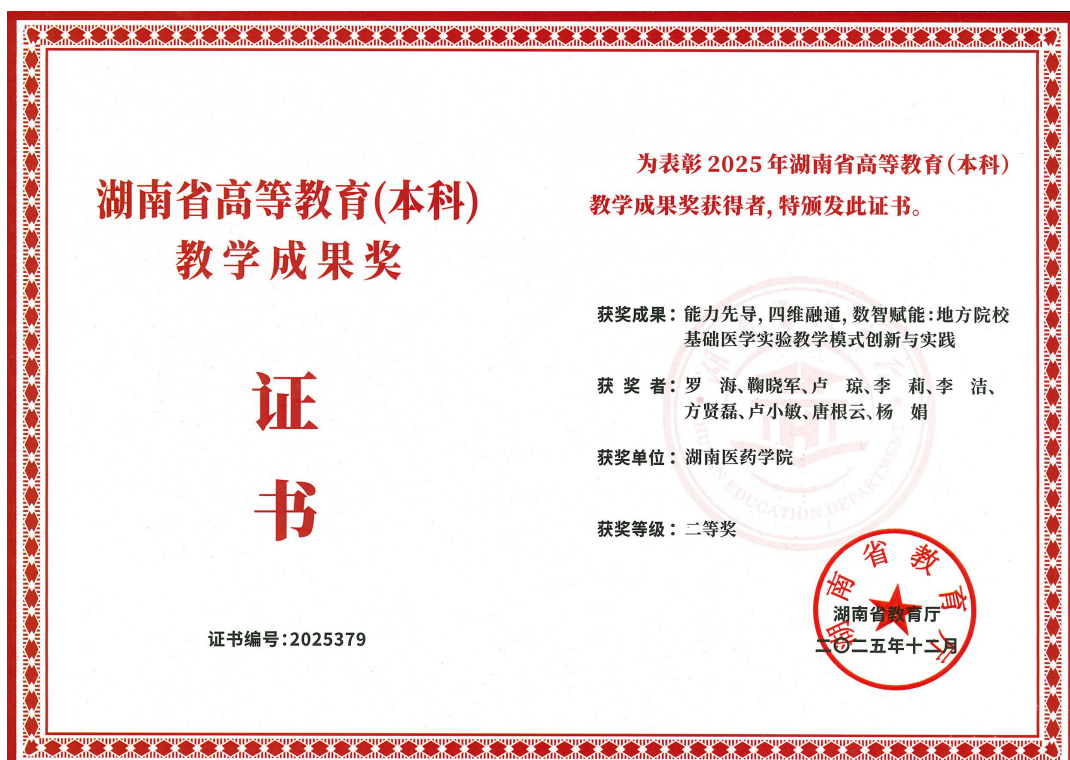 湖南省高等教育(本科)
教学成果奖
证
书
证书编号:2025379
为表彰2025年湖南省高等教育(本科)
教学成果奖获得者,特颁发此证书。
获奖成果:能力先导,四维融通,数智赋能:地方院校
基础医学实验教学模式创新与实践
获 奖 者:罗 海、鞠晓军、卢 琼、李 莉、李 洁、
方贤磊、卢小敏、唐根云、杨 娟
获奖单位:湖南医药学院
获奖等级:二等奖
湖南省教育厅
二〇二五年十二月
湖南省教育厅
HUNAN EDUCATION DEPARTMENT